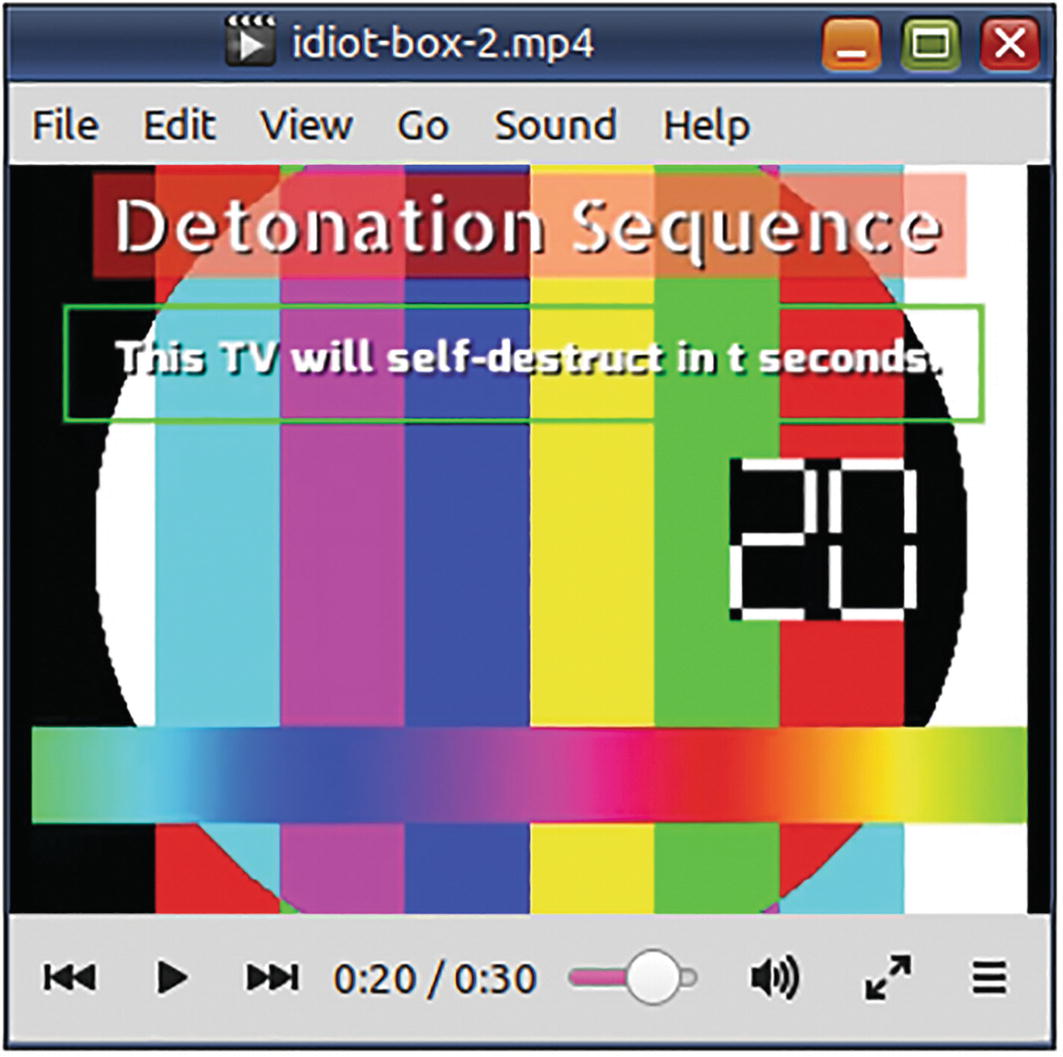 idiot-box-2.mp4
File Edit View Go Sound Help
Detonation Sequence
This TV will self-destruct in t seconds.
20
0:20 / 0:30